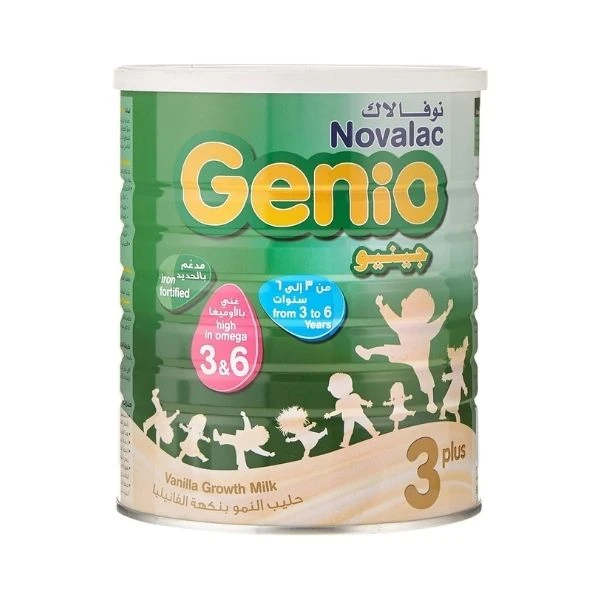 نوفالاك
Novalac
Genio
جينيو
مدعّم
بالحديد
iron
fortified
غني
بالأوميغا
high
in omega
3&6
من ٣ إلى ٦
سنوات
from 3 to 6
Years
3 plus
Vanilla Growth Milk
حليب النمو بنكهة الفانيليا